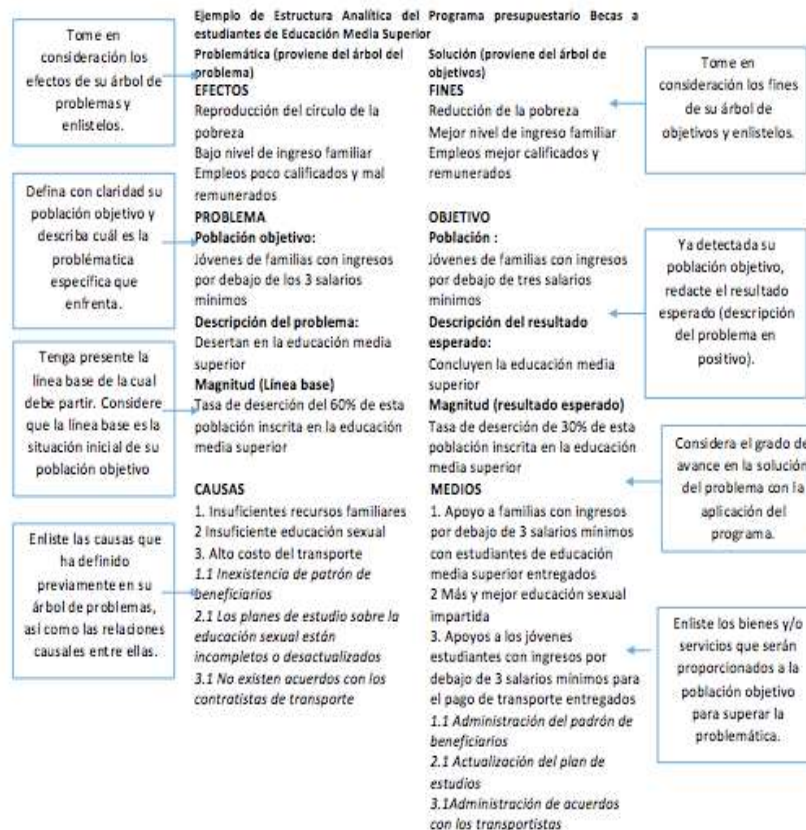 Ejemplo de Estructura Analítica del Programa presupuestario Becas a
estudiantes de Educación Media Superior
Tome en
consideración los
efectos de su árbol de
problemas y
enlistelos.
Defina con claridad su
población objetivo y
describa cuál es la
problématica
específica que
enfrenta.
Tenga presente la
línea base de la cual
debe partir. Considere
que la línea base es la
situación inicial de su
población objetivo
Enliste las causas que
ha definido
previamente en su
árbol de problemas,
así como las relaciones
causales entre ellas.
Problemática (proviene del árbol del
problema)
EFECTOS
Reproducción del círculo de la
pobreza
Bajo nivel de ingreso familiar
Empleos poco calificados y mal
remunerados
PROBLEMA
Población objetivo:
Jóvenes de familias con ingresos
por debajo de los 3 salarios
mínimos
Descripción del problema:
Desertan en la educación media
superior
Magnitud (Línea base)
Tasa de deserción del 60% de esta
población inscrita en la educación
media superior
CAUSAS
1. Insuficientes recursos familiares
2 Insuficiente educación sexual
3. Alto costo del transporte
1.1 Inexistencia de patrón de
beneficiarios
2.1 Los planes de estudio sobre la
educación sexual están
incompletos o desactualizados
3.1 No existen acuerdos con los
contratistas de transporte
Solución (proviene del árbol de
objetivos)
FINES
Reducción de la pobreza
Mejor nivel de ingreso familiar
Empleos mejor calificados y
remunerados
OBJETIVO
Población :
Jóvenes de familias con ingresos
por debajo de tres salarios
mínimos
Descripción del resultado
esperado:
Concluyen la educación media
superior
Magnitud (resultado esperado)
Tasa de deserción de 30% de esta
población inscrita en la educación
media superior
MEDIOS
1. Apoyo a familias con ingresos
por debajo de 3 salarios mínimos
con estudiantes de educación
media superior entregados
2 Más y mejor educación sexual
impartida
3. Apoyos a los jóvenes
estudiantes con ingresos por
debajo de 3 salarios mínimos para
el pago de transporte entregados
1.1 Administración del padrón de
beneficiarios
2.1 Actualización del plan de
estudios
3.1Administración de acuerdos
con los transportistas
Tome en
consideración los fines
de su árbol de
objetivos y enlistelos.
Ya detectada su
población objetivo,
redacte el resultado
esperado (descripción
del problema en
positivo).
Considera el grado de
avance en la solución
del problema con la
aplicación del
programa.
Enliste los bienes y/o
servicios que serán
proporcionados a la
población objetivo
para superar la
problemática.